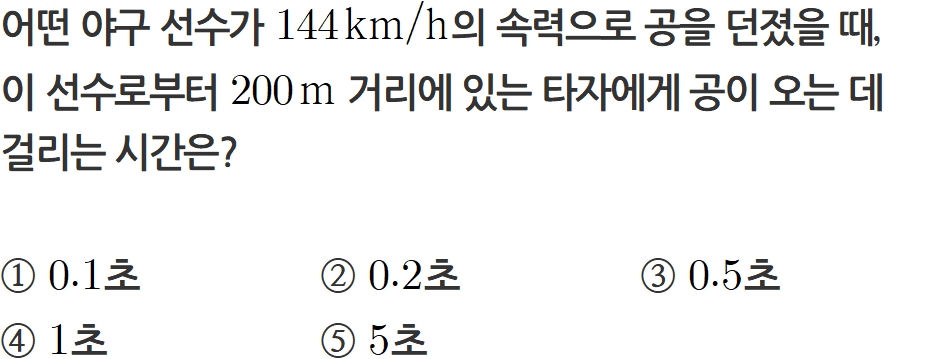 어떤 야구 선수가 144km/h의 속력으로 공을 던졌을 때,
이 선수로부터 200m 거리에 있는 타자에게 공이 오는 데
걸리는 시간은?
① 0.1초 ② 0.2초 ③ 0.5초
④ 1초 ⑤ 5초